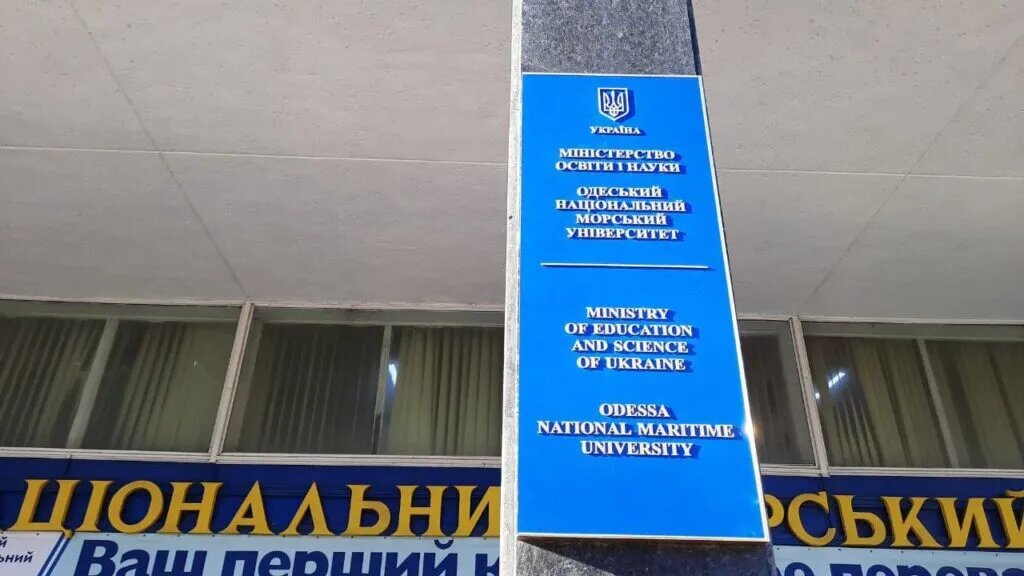 УКРАЇНА
МІНІСТЕРСТВО
ОСВІТИ І НАУКИ
ОДЕСЬКИЙ
НАЦІОНАЛЬНИЙ
МОРСЬКИЙ
УНІВЕРСИТЕТ
MINISTRY
OF EDUCATION
AND SCIENCE
OF UKRAINE
ODESSA
NATIONAL MARITIME
UNIVERSITY
ЦІОНАЛЬНИ РСЬКИЙ
Ваш перший